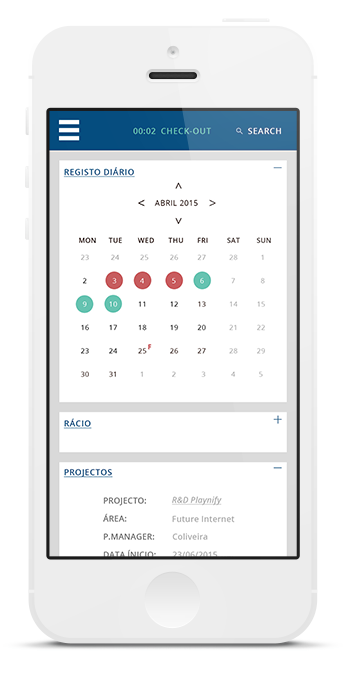 00:02 CHECK-OUT SEARCH
REGISTO DIÁRIO
ABRIL 2015
MON TUE WED THU FRI SAT SUN
23 24 25 26 27 28 1
2 3 4 5 6 7 8
9 10 11 12 13 14 15
16 17 18 19 20 21 22
23 24 25F 26 27 28 29
30 31 1 2 3 4 5
RÁCIO
PROJECTOS
PROJECTO: R&D Playnify
ÁREA: Future Internet
P.MANAGER: Coliveira
DATA ÍNICIO: 23/06/2015